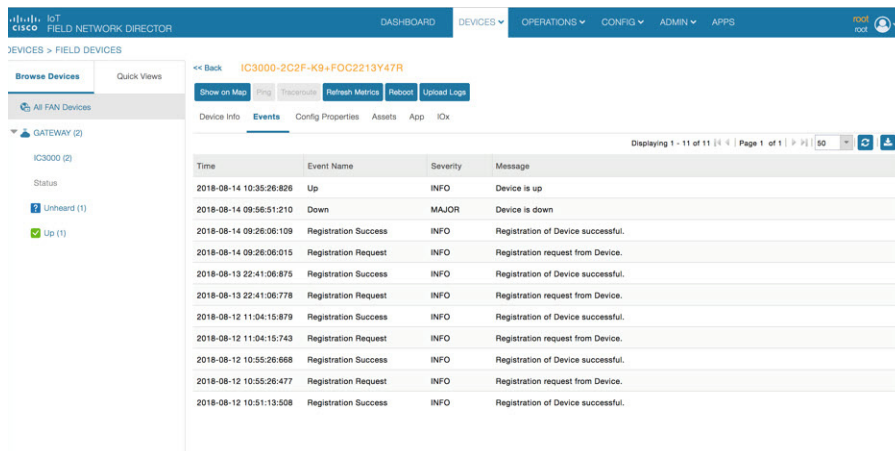 IoT
CISCO FIELD NETWORK DIRECTOR
DASHBOARD DEVICES OPERATIONS CONFIG ADMIN APPS
root
root
DEVICES > FIELD DEVICES
Browse Devices Quick Views
All FAN Devices
GATEWAY (2)
IC3000 (2)
Status
Unheard (1)
Up (1)
<< Back IC3000-2C2F-K9+FOC2213Y47R
Show on Map Ping Traceroute Refresh Metrics Reboot Upload Logs
Device Info Events Config Properties Assets App IOx
Displaying 1 - 11 of 11 Page 1 of 1 50
Time Event Name Severity Message
2018-08-14 10:35:26:826 Up INFO Device is up
2018-08-14 09:56:51:210 Down MAJOR Device is down
2018-08-14 09:26:06:109 Registration Success INFO Registration of Device successful.
2018-08-14 09:26:06:015 Registration Request INFO Registration request from Device.
2018-08-13 22:41:06:875 Registration Success INFO Registration of Device successful.
2018-08-13 22:41:06:778 Registration Request INFO Registration request from Device.
2018-08-12 11:04:15:879 Registration Success INFO Registration of Device successful.
2018-08-12 11:04:15:743 Registration Request INFO Registration request from Device.
2018-08-12 10:55:26:668 Registration Success INFO Registration of Device successful.
2018-08-12 10:55:26:477 Registration Request INFO Registration request from Device.
2018-08-12 10:51:13:508 Registration Success INFO Registration of Device successful.